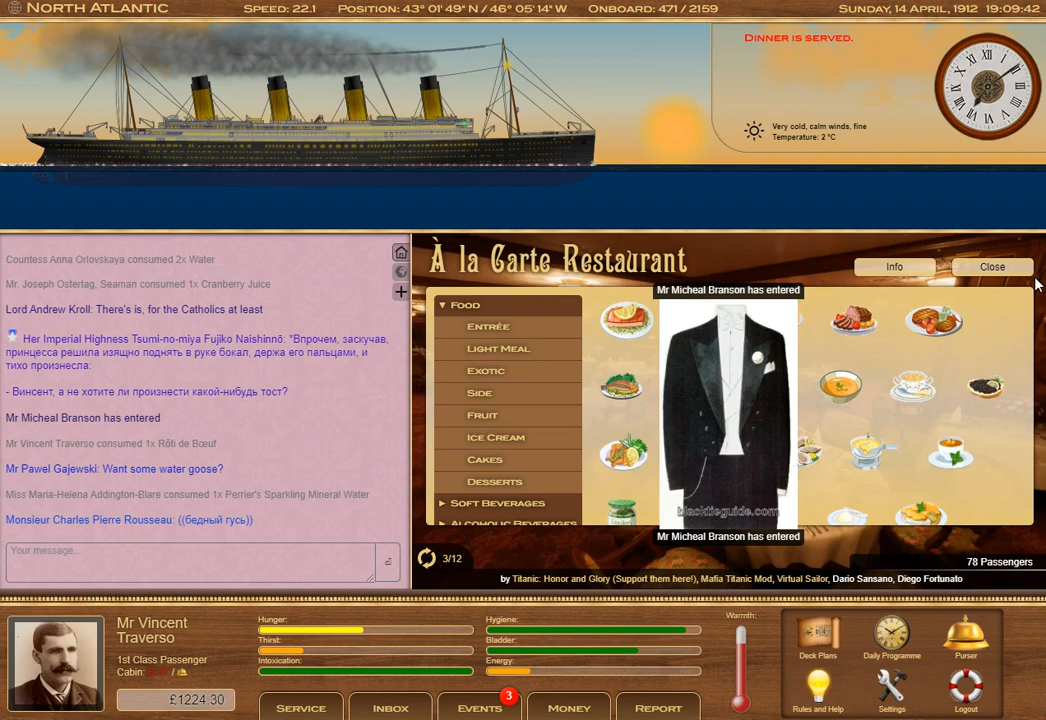 NORTH ATLANTIC
SPEED: 22.1
POSITION: 43° 01' 49" N / 46° 05' 14" W
ONBOARD: 471 / 2159
SUNDAY, 14 APRIL, 1912 19:09:42
DINNER IS SERVED.
Very cold, calm winds, fine
Temperature: 2 °C
Countess Anna Orlovskaya consumed 2x Water
Mr. Joseph Ostertag, Seaman consumed 1x Cranberry Juice
Lord Andrew Kroll: There's is, for the Catholics at least
Her Imperial Highness Tsumi-no-miya Fujiko Naishinnō: "Впрочем, заскучав,
принцесса решила изящно поднять в руке бокал, держа его пальцами, и
тихо произнесла:
- Винсент, а не хотите ли произнести какой-нибудь тост?
Mr Micheal Branson has entered
Mr Vincent Traverso consumed 1x Rôti de Bœuf
Mr Pawel Gajewski: Want some water goose?
Miss Maria-Helena Addington-Blare consumed 1x Perrier's Sparkling Mineral Water
Monsieur Charles Pierre Rousseau: ((бедный гусь))
Your message...
À la Carte Restaurant
Info
Close
Mr Micheal Branson has entered
FOOD
ENTRÉE
LIGHT MEAL
EXOTIC
SIDE
FRUIT
ICE CREAM
CAKES
DESSERTS
SOFT BEVERAGES
ALCOHOLIC BEVERAGES
blacktieguide.com
Mr Micheal Branson has entered
3/12
78 Passengers
by Titanic: Honor and Glory (Support them here!), Mafia Titanic Mod, Virtual Sailor, Dario Sansano, Diego Fortunato
Mr Vincent
Traverso
1st Class Passenger
Cabin:
£1224.30
Hunger:
Thirst:
Intoxication:
Hygiene:
Bladder:
Energy:
Warmth:
SERVICE
INBOX
EVENTS
3
MONEY
REPORT
Deck Plans
Daily Programme
Purser
Rules and Help
Settings
Logout